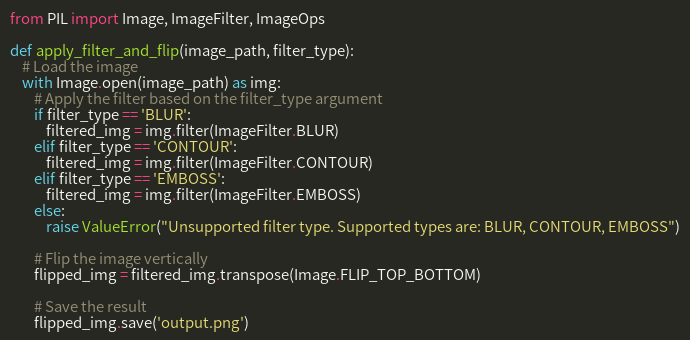 from PIL import Image, ImageFilter, ImageOps

def apply_filter_and_flip(image_path, filter_type):
    # Load the image
    with Image.open(image_path) as img:
        # Apply the filter based on the filter_type argument
        if filter_type == 'BLUR':
            filtered_img = img.filter(ImageFilter.BLUR)
        elif filter_type == 'CONTOUR':
            filtered_img = img.filter(ImageFilter.CONTOUR)
        elif filter_type == 'EMBOSS':
            filtered_img = img.filter(ImageFilter.EMBOSS)
        else:
            raise ValueError("Unsupported filter type. Supported types are: BLUR, CONTOUR, EMBOSS")

        # Flip the image vertically
        flipped_img = filtered_img.transpose(Image.FLIP_TOP_BOTTOM)

        # Save the result
        flipped_img.save('output.png')